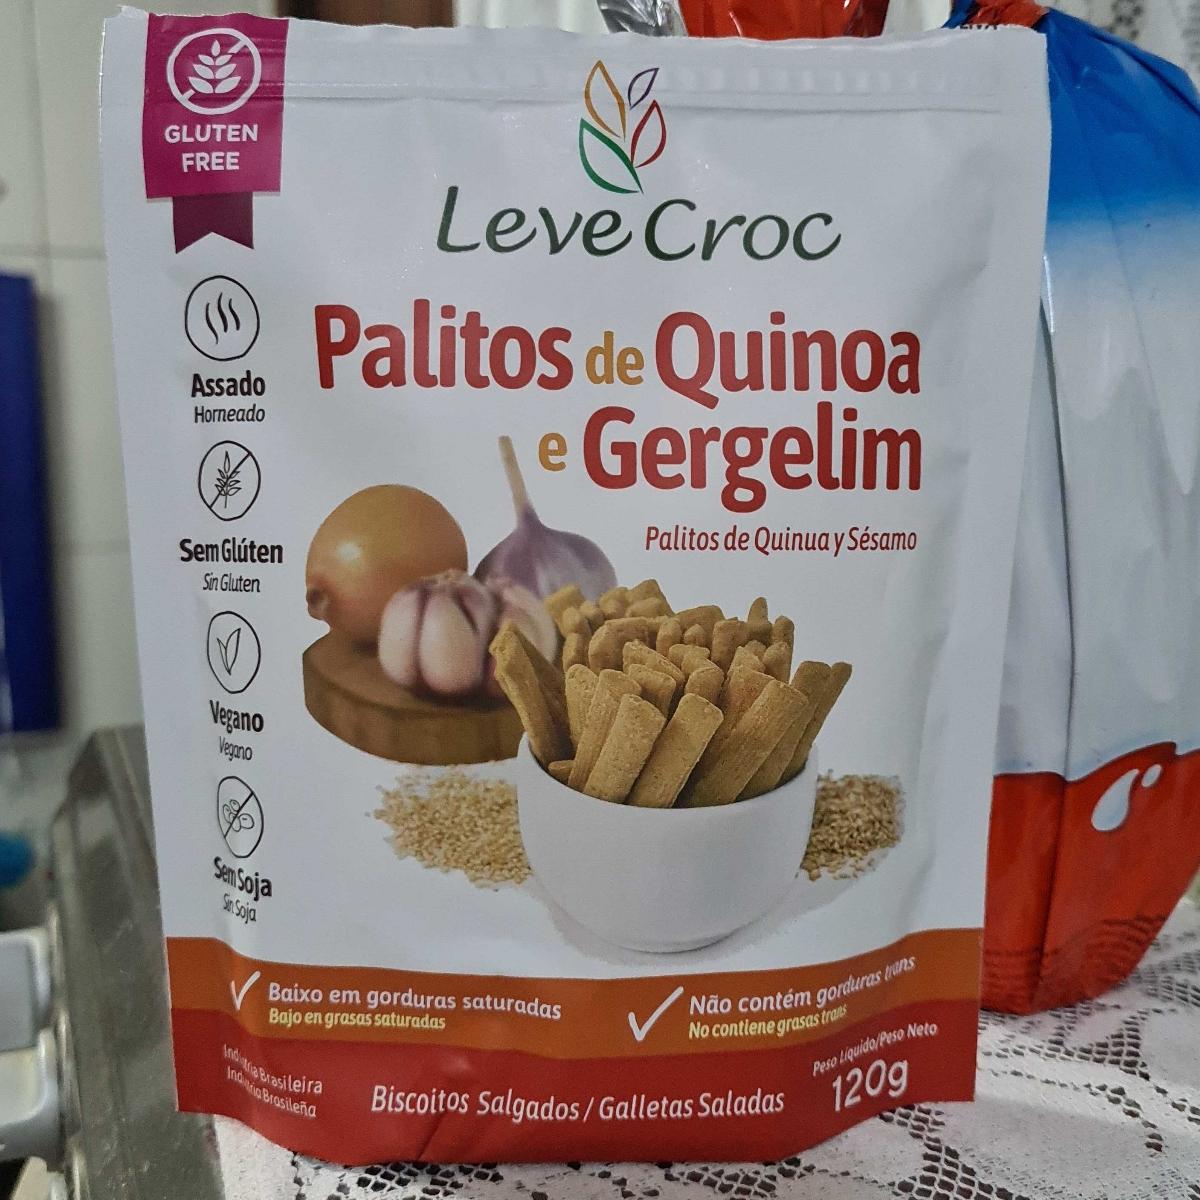 GLUTEN
FREE
Leve Croc
Palitos de Quinoa
e Gergelim
Palitos de Quinua y Sésamo
Assado
Horneado
Sem Glúten
Sin Gluten
Vegano
Vegano
Sem Soja
Sin Soja
Baixo em gorduras saturadas
Bajo en grasas saturadas
Não contém gorduras trans
No contiene grasas trans
Indústria Brasileira
Industria Brasileña
Biscoitos Salgados / Galletas Saladas
Peso Líquido/Peso Neto
120g